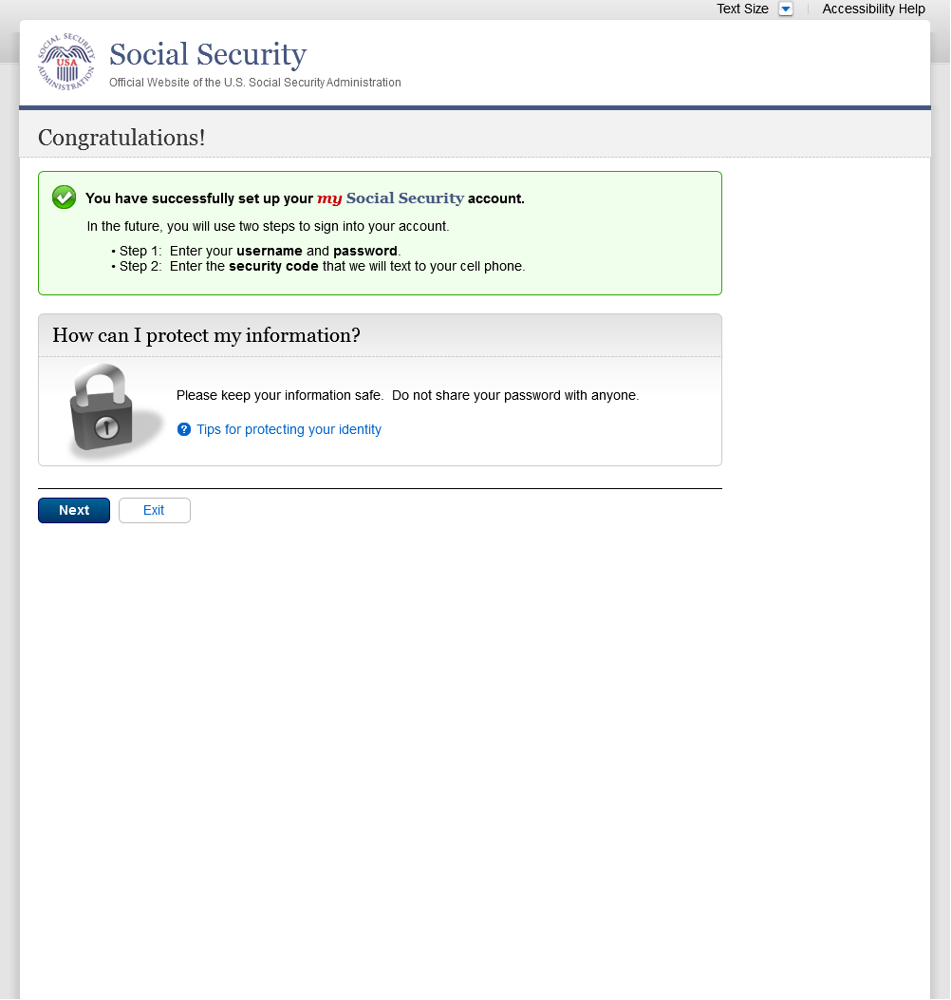 Text Size Accessibility Help
SOCIAL SECURITY ADMINISTRATION
USA
Social Security
Official Website of the U.S. Social Security Administration
Congratulations!
You have successfully set up your my Social Security account.
In the future, you will use two steps to sign into your account.
• Step 1: Enter your username and password.
• Step 2: Enter the security code that we will text to your cell phone.
How can I protect my information?
Please keep your information safe. Do not share your password with anyone.
? Tips for protecting your identity
Next Exit